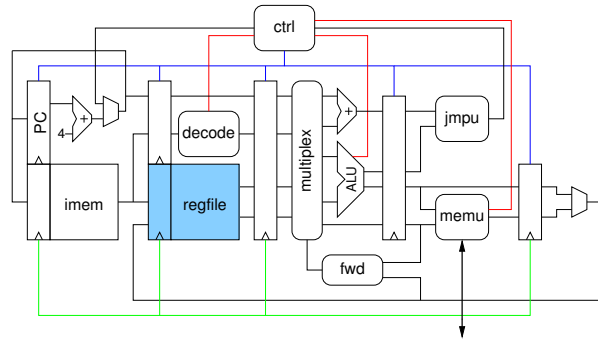 ctrl
PC
+
4
decode
multiplex
+
ALU
jmpu
imem
regfile
memu
fwd